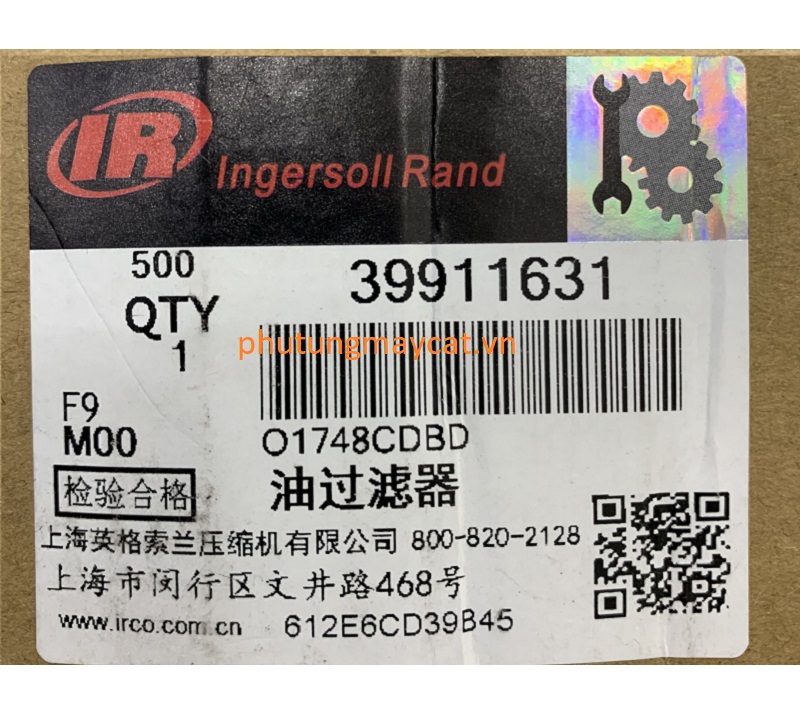 IR
Ingersoll Rand
500
39911631
QTY
1
phutungmaycat.vn
F9
M00
O1748CDBD
检验合格
油过滤器
上海英格索兰压缩机有限公司 800-820-2128
上海市闵行区文井路468号
www.irco.com.cn 612E6CD39B45